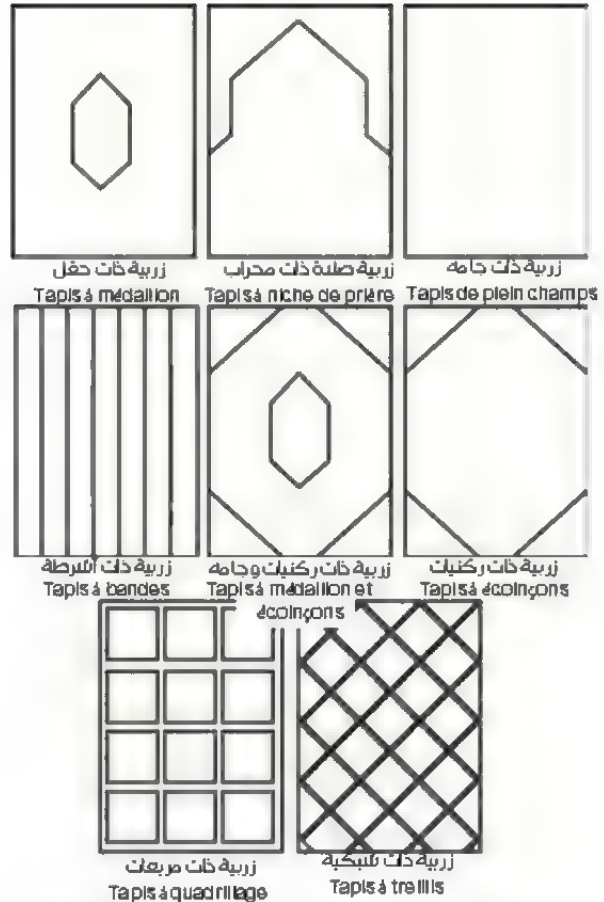 زربية ذات حقل
Tapis à médaillon
زربية صلاة ذات محراب
Tapis à niche de prière
زربية ذات جامه
Tapis de plein champs
زربية ذات أشرطة
Tapis à bandes
زربية ذات ركنيات وجامه
Tapis à médaillon et
écoinçons
زربية ذات ركنيات
Tapis à écoinçons
زربية ذات مربعات
Tapis à quadrillage
زربية ذات شبكية
Tapis à treillis